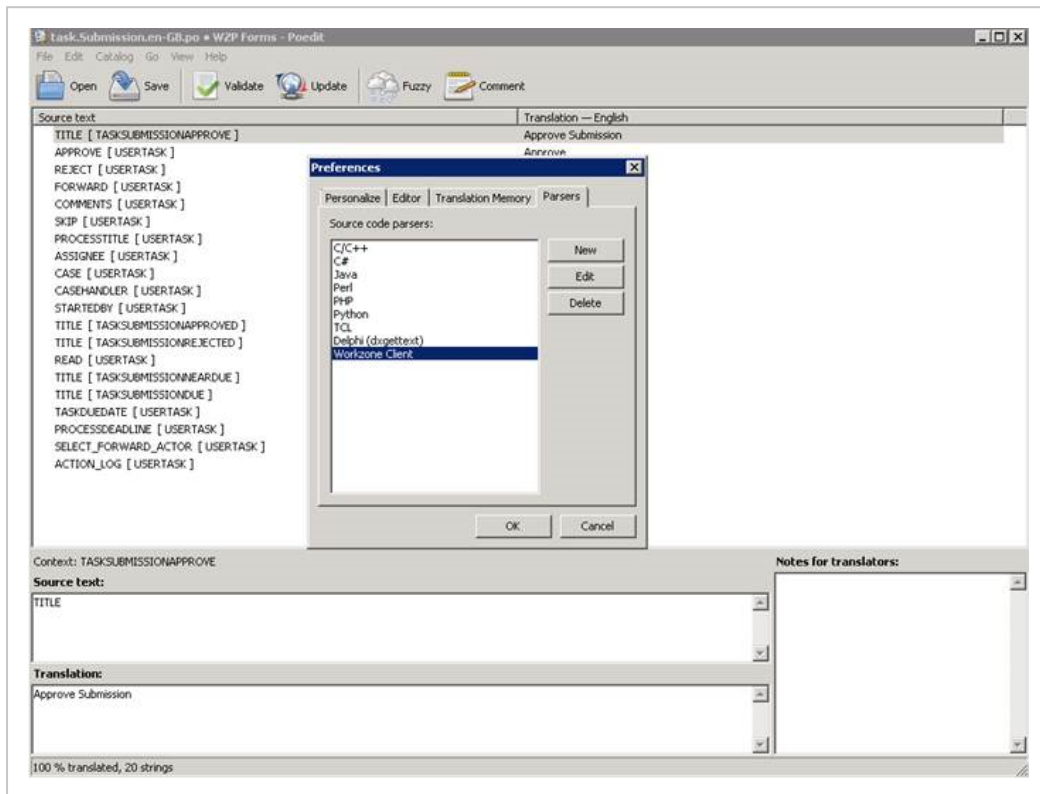 task.Submission.en-GB.po • WZP Forms - Poedit
File Edit Catalog Go View Help
Open Save Validate Update Fuzzy Comment
Source text Translation — English
TITLE [ TASKSUBMISSIONAPPROVE ] Approve Submission
APPROVE [ USERTASK ] Approve
REJECT [ USERTASK ]
FORWARD [ USERTASK ]
COMMENTS [ USERTASK ]
SKIP [ USERTASK ]
PROCESSTITLE [ USERTASK ]
ASSIGNEE [ USERTASK ]
CASE [ USERTASK ]
CASEHANDLER [ USERTASK ]
STARTEDBY [ USERTASK ]
TITLE [ TASKSUBMISSIONAPPROVED ]
TITLE [ TASKSUBMISSIONREJECTED ]
READ [ USERTASK ]
TITLE [ TASKSUBMISSIONNEARDUE ]
TITLE [ TASKSUBMISSIONDUE ]
TASKDUEDATE [ USERTASK ]
PROCESSDEADLINE [ USERTASK ]
SELECT_FORWARD_ACTOR [ USERTASK ]
ACTION_LOG [ USERTASK ]
Preferences
Personalize Editor Translation Memory Parsers
Source code parsers:
C/C++
C#
Java
Perl
PHP
Python
TCL
Delphi (dxgettext)
Workzone Client
New
Edit
Delete
OK Cancel
Context: TASKSUBMISSIONAPPROVE
Source text:
TITLE
Translation:
Approve Submission
Notes for translators:
100 % translated, 20 strings